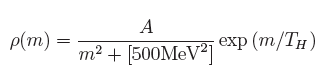 ρ(m) = A / (m² + [500MeV²]) exp (m/T_H)